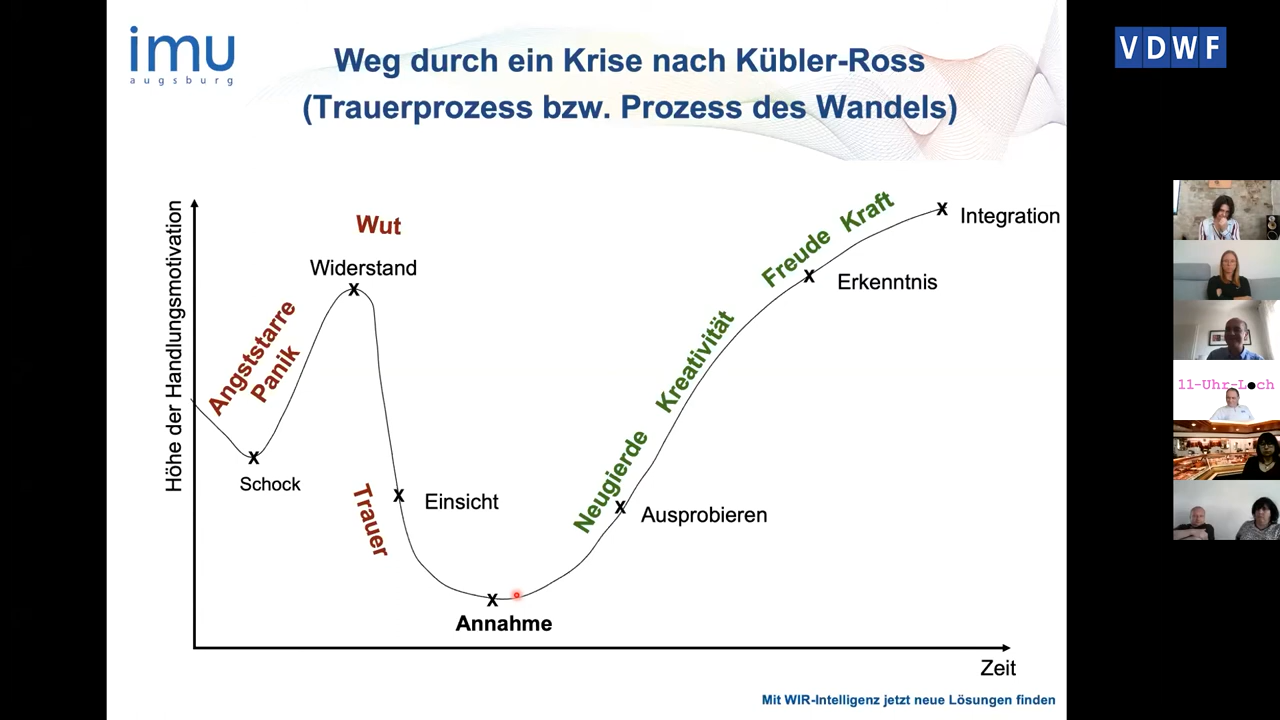 imu
augsburg
Weg durch ein Krise nach Kübler-Ross
(Trauerprozess bzw. Prozess des Wandels)
VDWF
Höhe der Handlungsmotivation
Angststarre
Panik
Schock
Wut
Widerstand
Trauer
Einsicht
Annahme
Neugierde
Ausprobieren
Kreativität
Freude
Kraft
Erkenntnis
Integration
Zeit
Mit WIR-Intelligenz jetzt neue Lösungen finden
11-Uhr-Loch